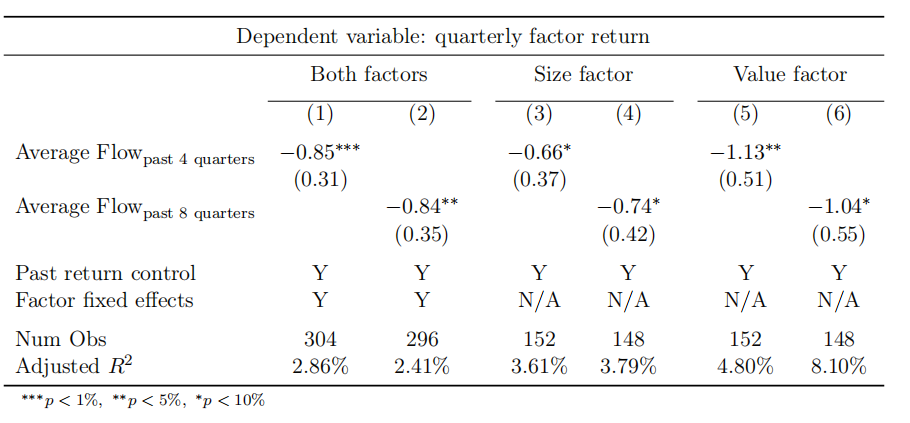 Dependent variable: quarterly factor return
Both factors Size factor Value factor
(1) (2) (3) (4) (5) (6)
Average Flow past 4 quarters −0.85*** −0.66* −1.13**
(0.31) (0.37) (0.51)
Average Flow past 8 quarters −0.84** −0.74* −1.04*
(0.35) (0.42) (0.55)
Past return control Y Y Y Y Y Y
Factor fixed effects Y Y N/A N/A N/A N/A
Num Obs 304 296 152 148 152 148
Adjusted R² 2.86% 2.41% 3.61% 3.79% 4.80% 8.10%
***p < 1%, **p < 5%, *p < 10%